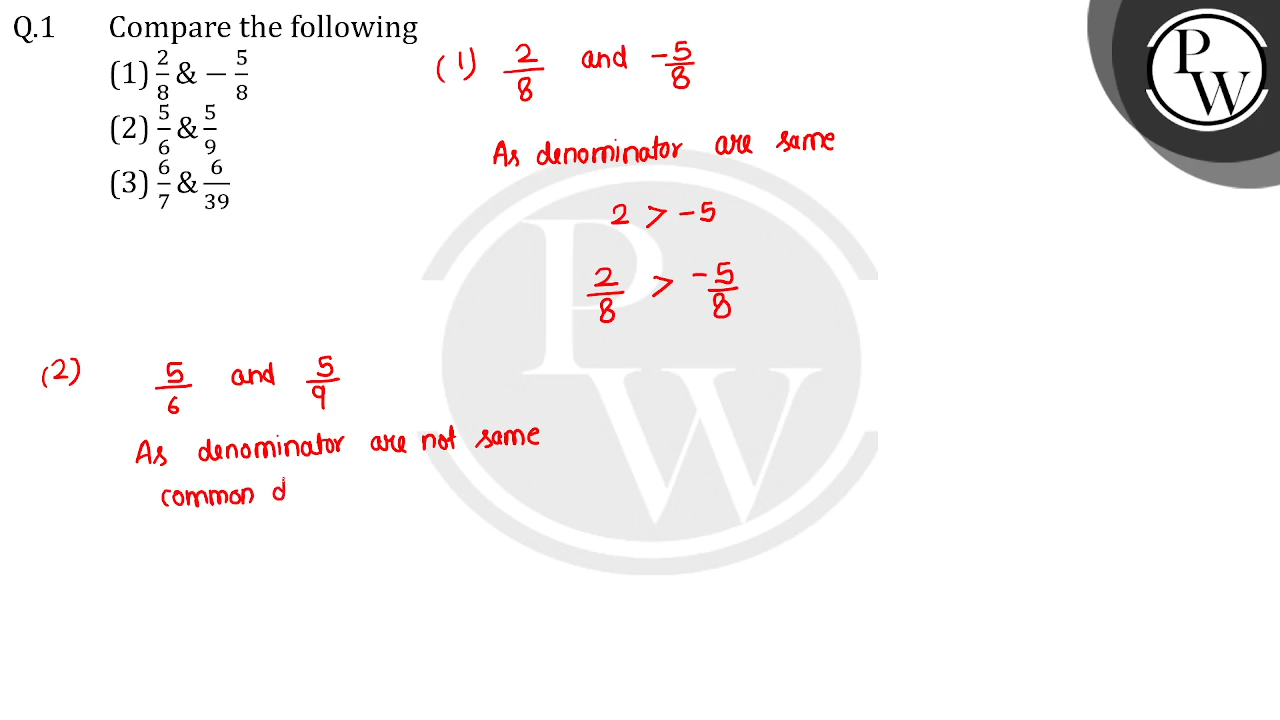 Q.1 Compare the following
(1) 2/8 & − 5/8
(2) 5/6 & 5/9
(3) 6/7 & 6/39
(1) 2/8 and -5/8
As denominator are same
2 > -5
2/8 > -5/8
(2) 5/6 and 5/9
As denominator are not same
common d
P
W
P
W